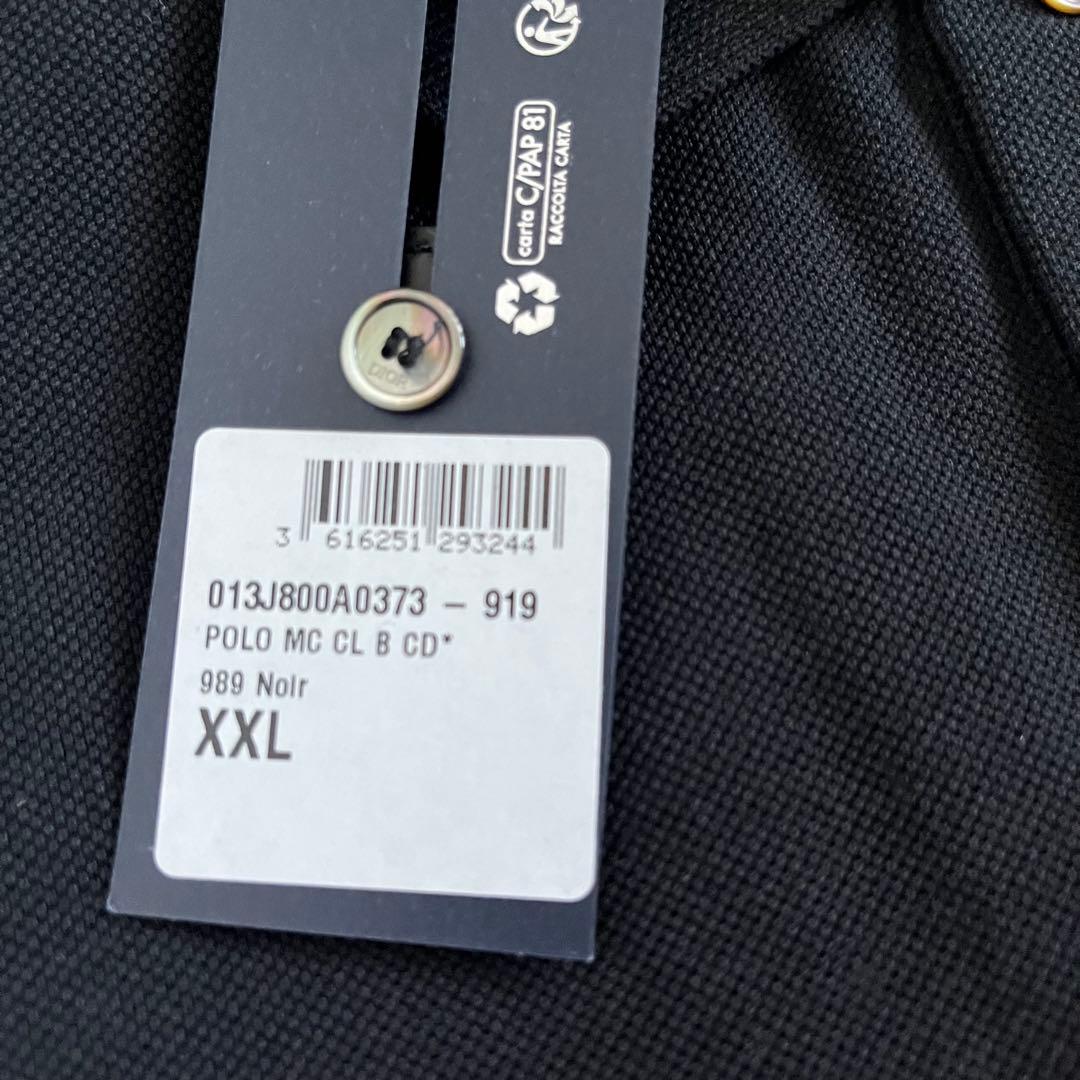 carta C/PAP 81
RACCOLTA CARTA
DIOR
3 616251 293244
013J800A0373 - 919
POLO MC CL B CD*
989 Noir
XXL